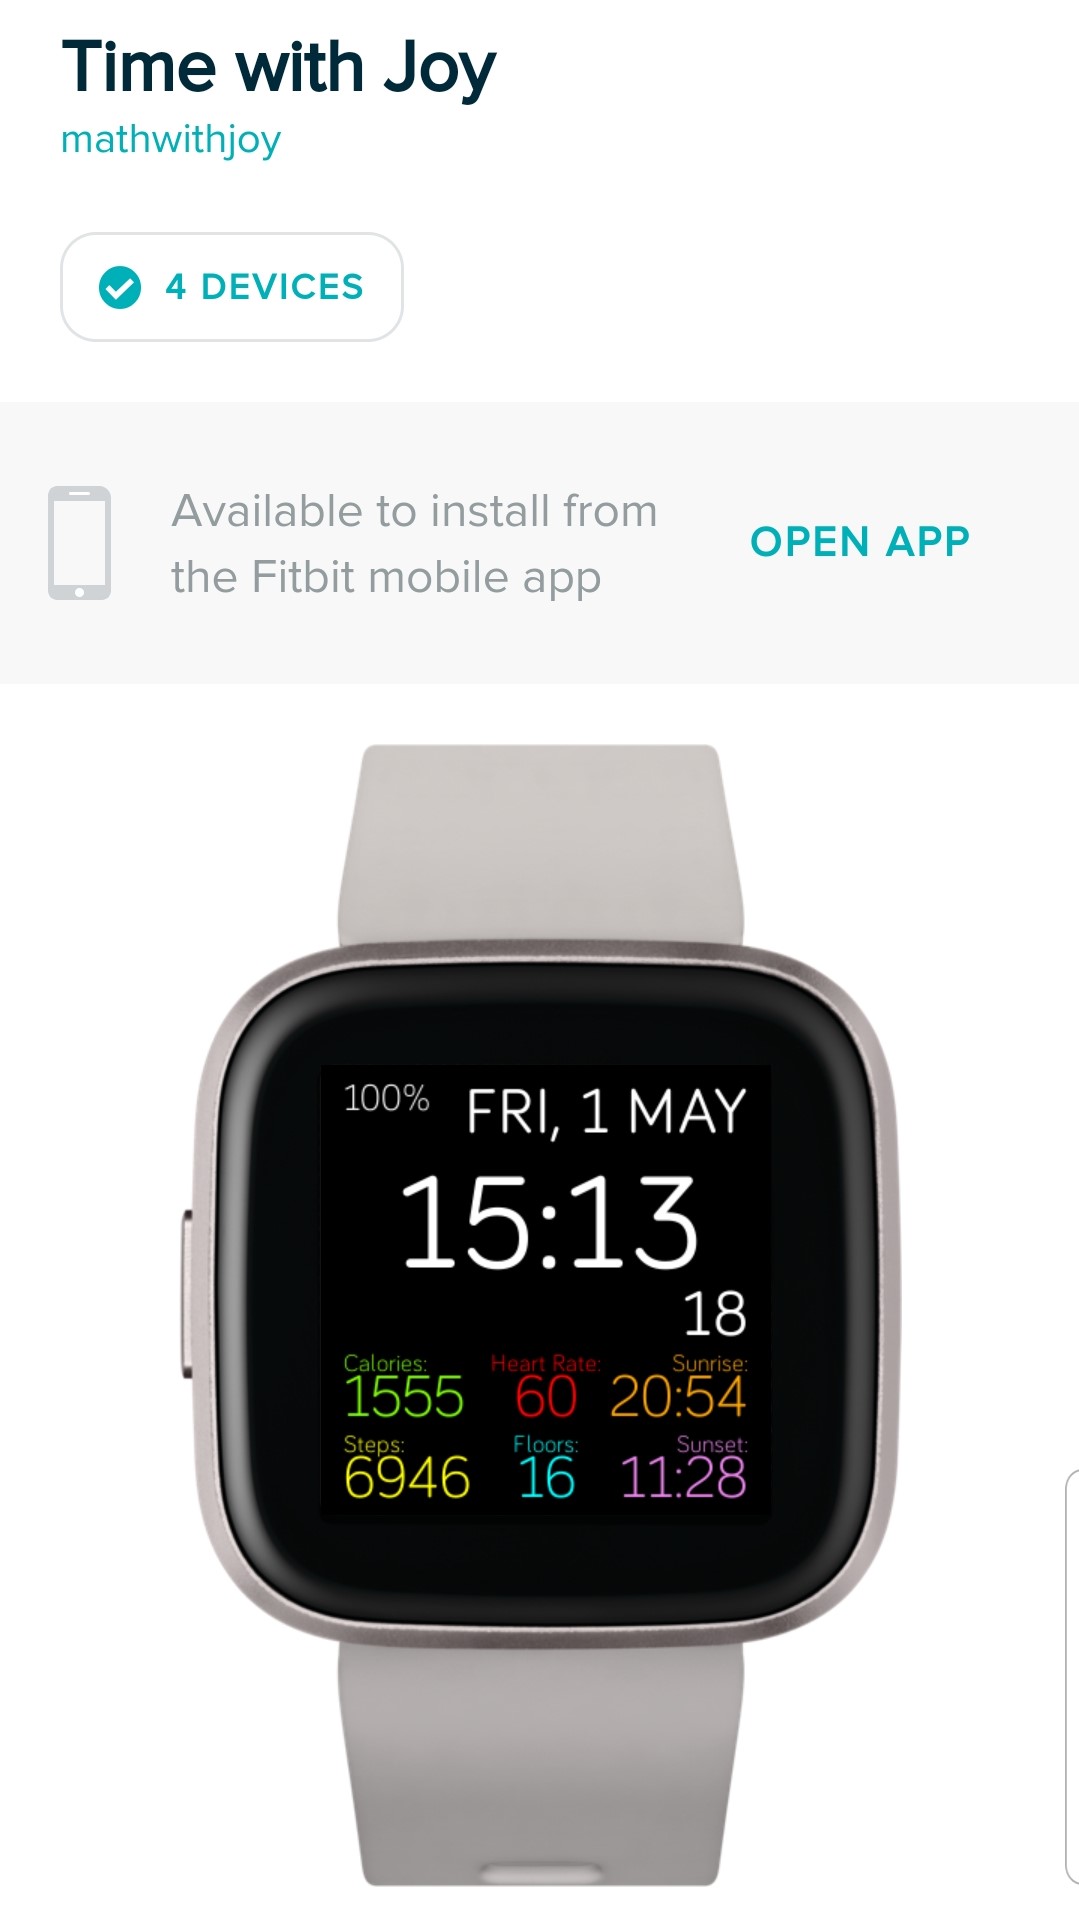 Time with Joy
mathwithjoy
4 DEVICES
Available to install from
the Fitbit mobile app
OPEN APP
100% FRI, 1 MAY
15:13
18
Calories: Heart Rate: Sunrise:
1555 60 20:54
Steps: Floors: Sunset:
6946 16 11:28